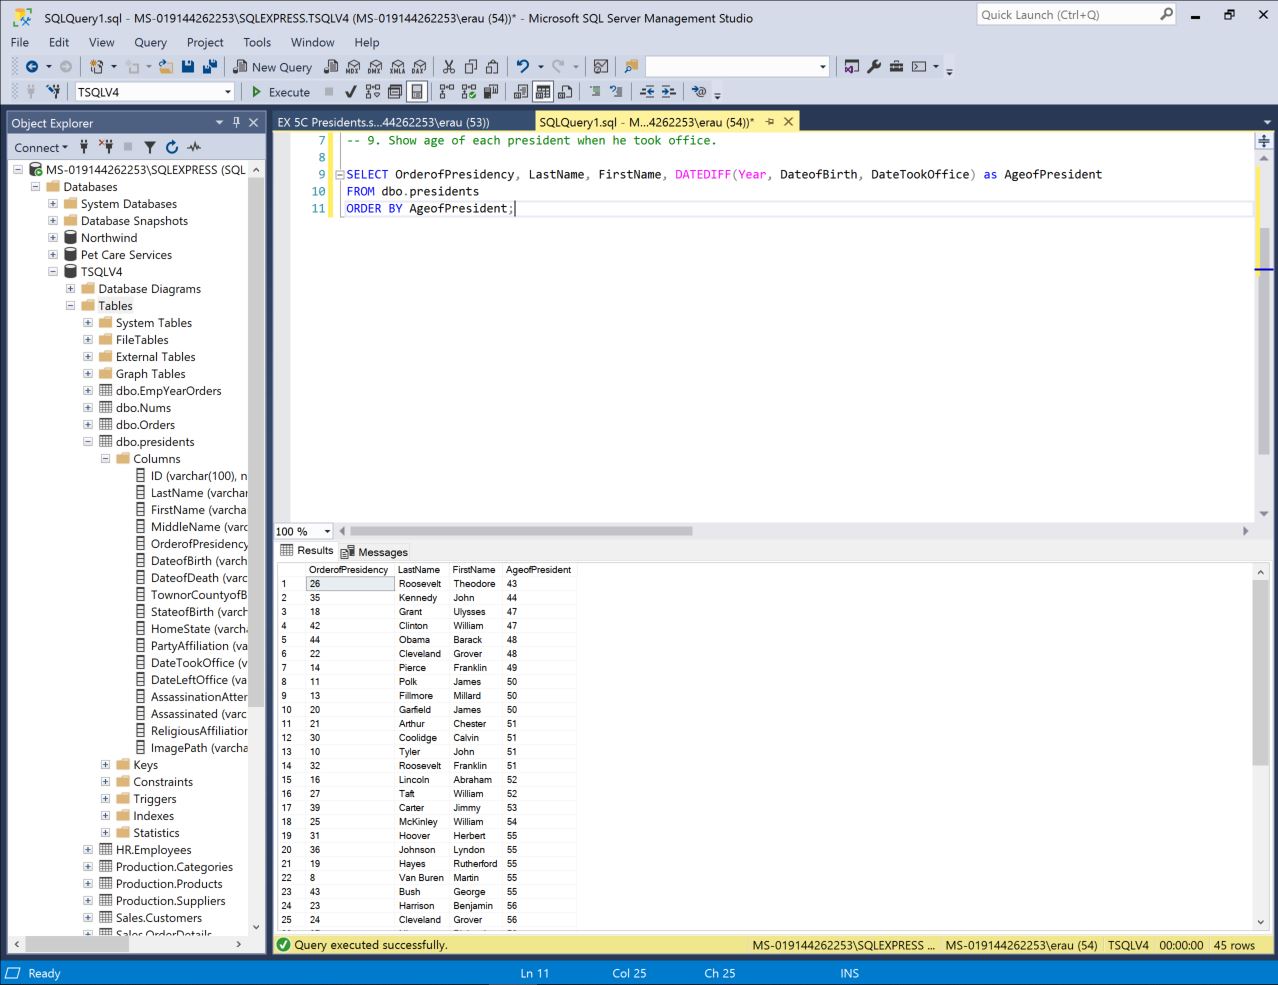 SQLQuery1.sql - MS-019144262253\SQLEXPRESS.TSQLV4 (MS-019144262253\erau (54))* - Microsoft SQL Server Management Studio
Quick Launch (Ctrl+Q)
File Edit View Query Project Tools Window Help
New Query
MDX DMX XMLA DAX
TSQLV4
Execute
Object Explorer
Connect
MS-019144262253\SQLEXPRESS (SQL
Databases
System Databases
Database Snapshots
Northwind
Pet Care Services
TSQLV4
Database Diagrams
Tables
System Tables
FileTables
External Tables
Graph Tables
dbo.EmpYearOrders
dbo.Nums
dbo.Orders
dbo.presidents
Columns
ID (varchar(100), n
LastName (varchar
FirstName (varcha
MiddleName (varc
OrderofPresidency
DateofBirth (varch
DateofDeath (varc
TownorCountyofB
StateofBirth (varch
HomeState (varcha
PartyAffiliation (va
DateTookOffice (v
DateLeftOffice (va
AssassinationAtter
Assassinated (varc
ReligiousAffiliation
ImagePath (varcha
Keys
Constraints
Triggers
Indexes
Statistics
HR.Employees
Production.Categories
Production.Products
Production.Suppliers
Sales.Customers
Sales.OrderDetails
EX 5C Presidents.s...44262253\erau (53))
SQLQuery1.sql - M...4262253\erau (54))*
7 -- 9. Show age of each president when he took office.
8
9 SELECT OrderofPresidency, LastName, FirstName, DATEDIFF(Year, DateofBirth, DateTookOffice) as AgeofPresident
10 FROM dbo.presidents
11 ORDER BY AgeofPresident;
100 %
Results Messages
OrderofPresidency LastName FirstName AgeofPresident
1 26 Roosevelt Theodore 43
2 35 Kennedy John 44
3 18 Grant Ulysses 47
4 42 Clinton William 47
5 44 Obama Barack 48
6 22 Cleveland Grover 48
7 14 Pierce Franklin 49
8 11 Polk James 50
9 13 Fillmore Millard 50
10 20 Garfield James 50
11 21 Arthur Chester 51
12 30 Coolidge Calvin 51
13 10 Tyler John 51
14 32 Roosevelt Franklin 51
15 16 Lincoln Abraham 52
16 27 Taft William 52
17 39 Carter Jimmy 53
18 25 McKinley William 54
19 31 Hoover Herbert 55
20 36 Johnson Lyndon 55
21 19 Hayes Rutherford 55
22 8 Van Buren Martin 55
23 43 Bush George 55
24 23 Harrison Benjamin 56
25 24 Cleveland Grover 56
Query executed successfully.
MS-019144262253\SQLEXPRESS ... MS-019144262253\erau (54) TSQLV4 00:00:00 45 rows
Ready Ln 11 Col 25 Ch 25 INS